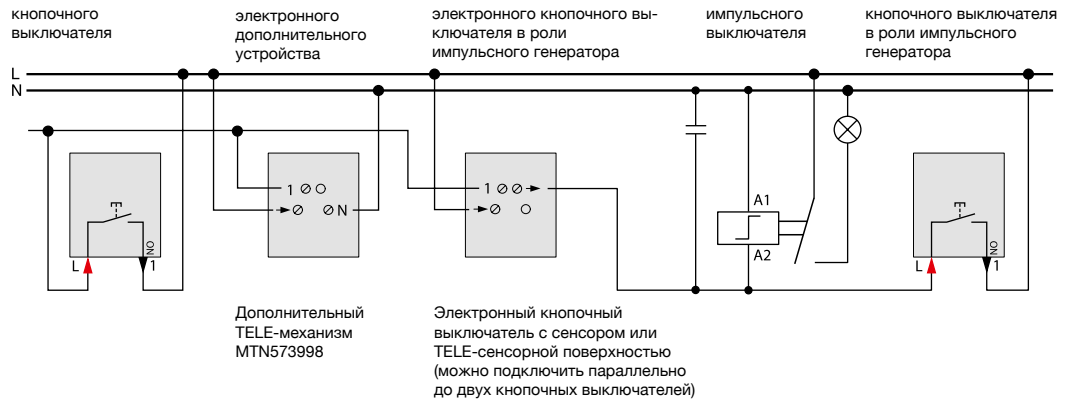 кнопочного
выключателя
электронного
дополнительного
устройства
электронного кнопочного вы-
ключателя в роли
импульсного генератора
импульсного
выключателя
кнопочного выключателя
в роли импульсного
генератора
L
N
1
N
1
A1
A2
L
NO
1
L
NO
1
Дополнительный
TELE-механизм
MTN573998
Электронный кнопочный
выключатель с сенсором или
TELE-сенсорной поверхностью
(можно подключить параллельно
до двух кнопочных выключателей)